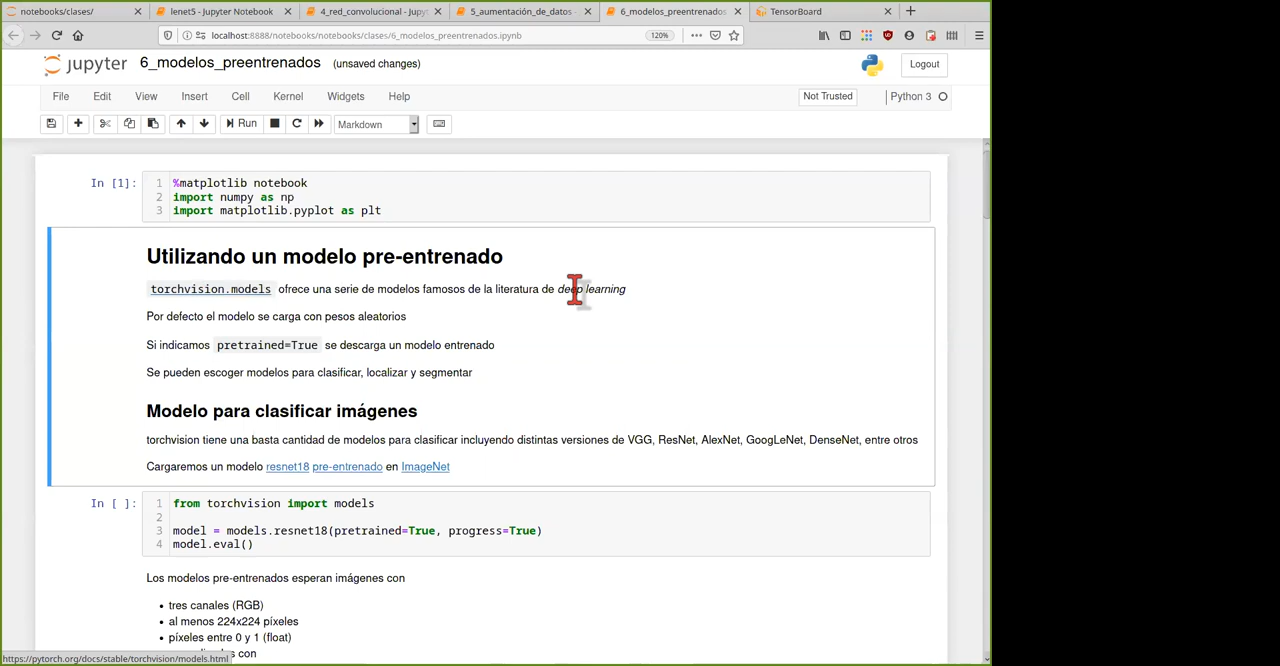 notebooks/clases/
lenet5 - Jupyter Notebook
4_red_convolucional - Jupy
5_aumentación_de_datos -
6_modelos_preentrenados
TensorBoard
localhost:8888/notebooks/notebooks/clases/6_modelos_preentrenados.ipynb
120%
jupyter 6_modelos_preentrenados (unsaved changes)
Logout
File Edit View Insert Cell Kernel Widgets Help
Not Trusted
Python 3
Run
Markdown
In [1]:
1 %matplotlib notebook
2 import numpy as np
3 import matplotlib.pyplot as plt
Utilizando un modelo pre-entrenado
torchvision.models ofrece una serie de modelos famosos de la literatura de deep learning
Por defecto el modelo se carga con pesos aleatorios
Si indicamos pretrained=True se descarga un modelo entrenado
Se pueden escoger modelos para clasificar, localizar y segmentar
Modelo para clasificar imágenes
torchvision tiene una basta cantidad de modelos para clasificar incluyendo distintas versiones de VGG, ResNet, AlexNet, GoogLeNet, DenseNet, entre otros
Cargaremos un modelo resnet18 pre-entrenado en ImageNet
In [ ]:
1 from torchvision import models
2
3 model = models.resnet18(pretrained=True, progress=True)
4 model.eval()
Los modelos pre-entrenados esperan imágenes con
• tres canales (RGB)
• al menos 224x224 píxeles
• píxeles entre 0 y 1 (float)
con
https://pytorch.org/docs/stable/torchvision/models.html